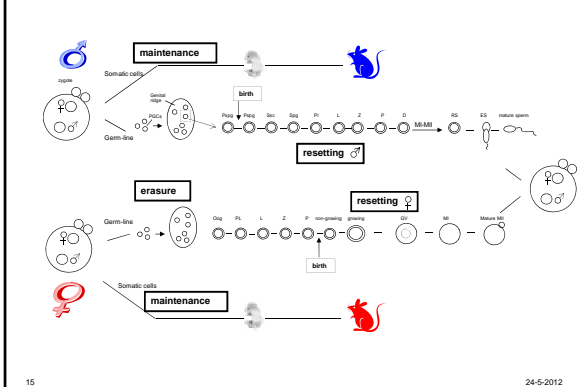 maintenance
Somatic cells
zygote
Genital
ridge
birth
PGCs
Pspg Pspg Soc Spg Pl L Z P D MI-MII RS ES mature sperm
Germ-line
resetting ♂
erasure
resetting ♀
Germ-line
Oog PL L Z P non-growing growing GV MI Mature MII
birth
Somatic cells
maintenance
15 24-5-2012